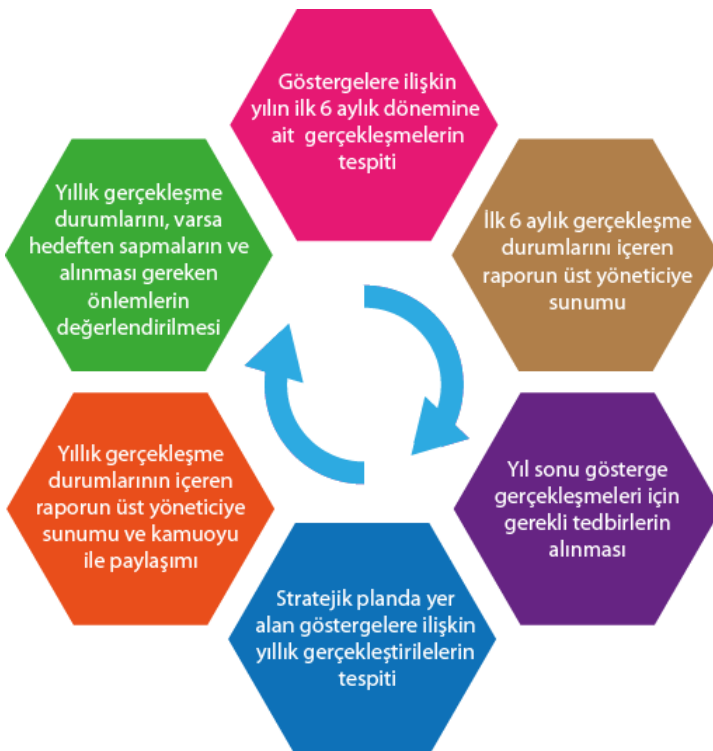 Göstergelere ilişkin
yılın ilk 6 aylık dönemine
ait gerçekleşmelerin
tespiti
İlk 6 aylık gerçekleşme
durumlarını içeren
raporun üst yöneticiye
sunumu
Yıl sonu gösterge
gerçekleşmeleri için
gerekli tedbirlerin
alınması
Stratejik planda yer
alan göstergelere ilişkin
yıllık gerçekleştirilelerin
tespiti
Yıllık gerçekleşme
durumlarının içeren
raporun üst yöneticiye
sunumu ve kamuoyu
ile paylaşımı
Yıllık gerçekleşme
durumlarını, varsa
hedeften sapmaların ve
alınması gereken
önlemlerin
değerlendirilmesi